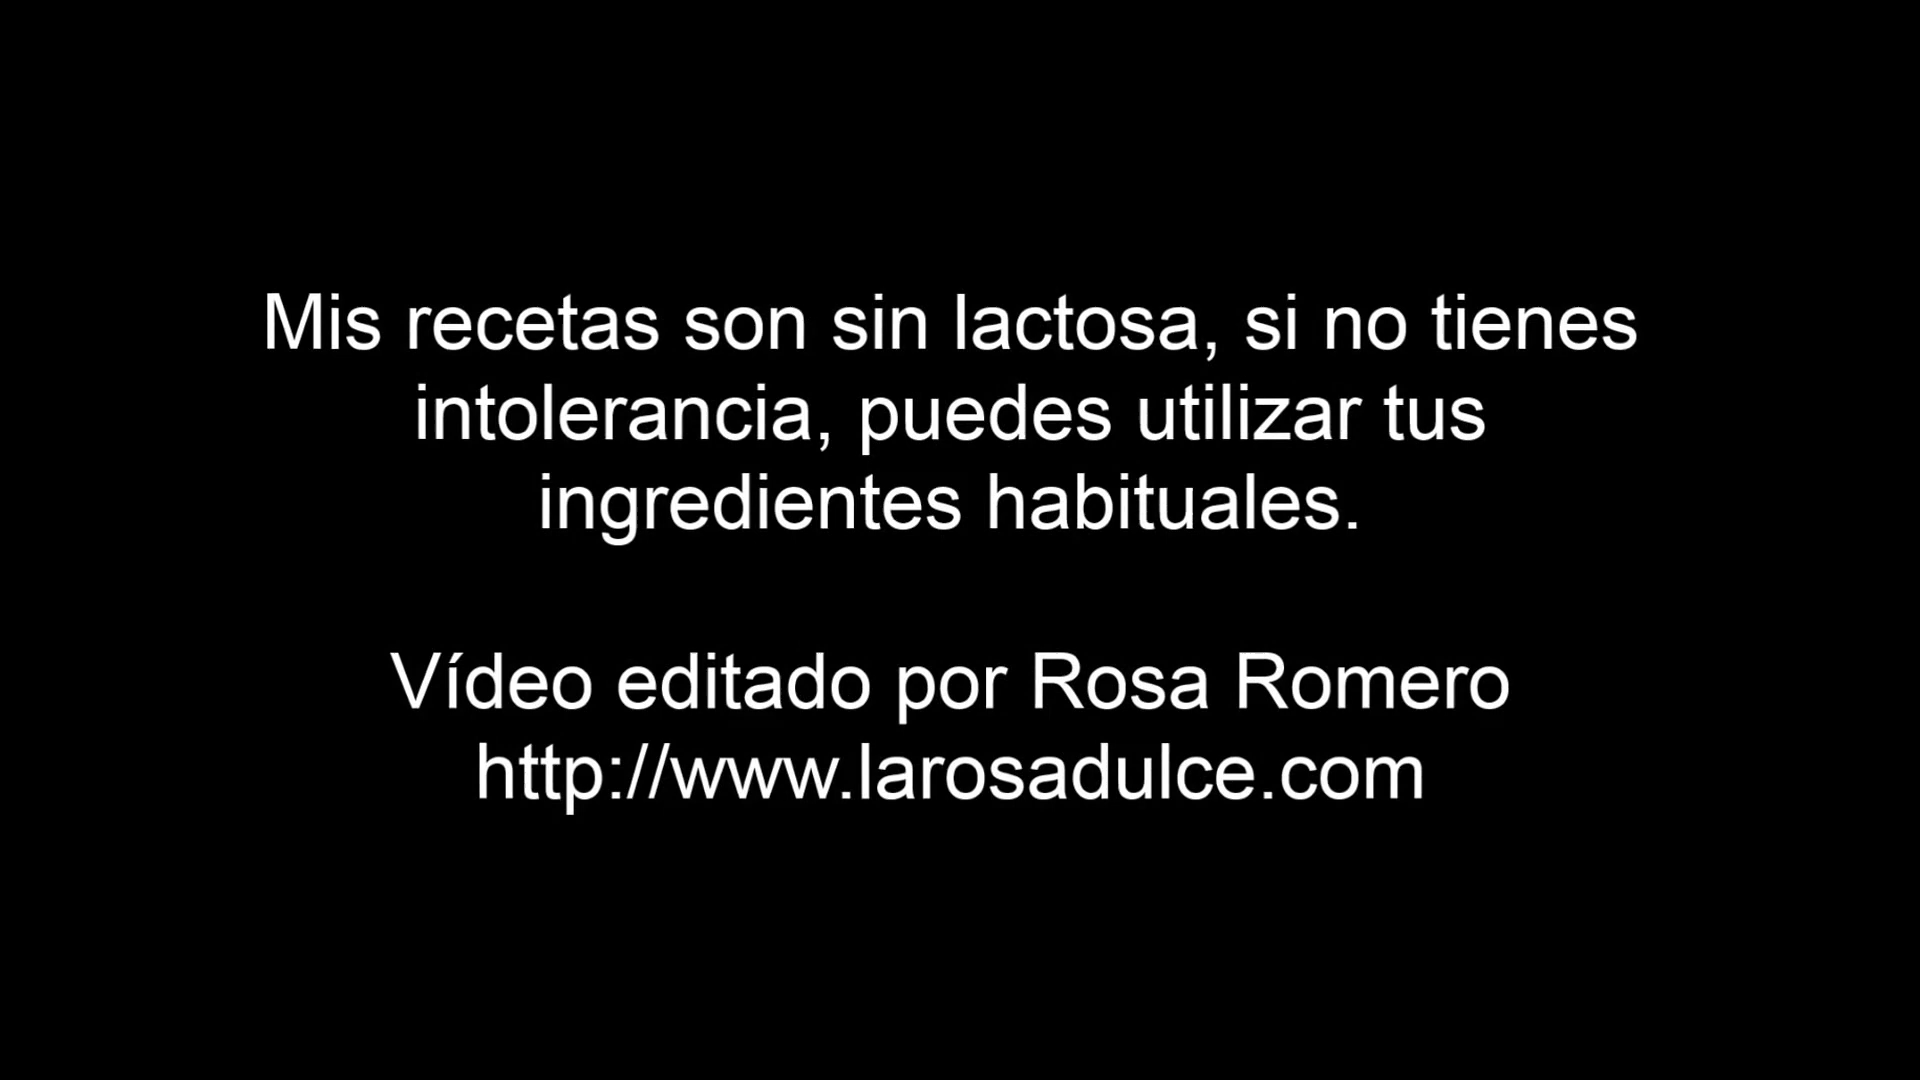 Mis recetas son sin lactosa, si no tienes
intolerancia, puedes utilizar tus
ingredientes habituales.
Vídeo editado por Rosa Romero
http://www.larosadulce.com